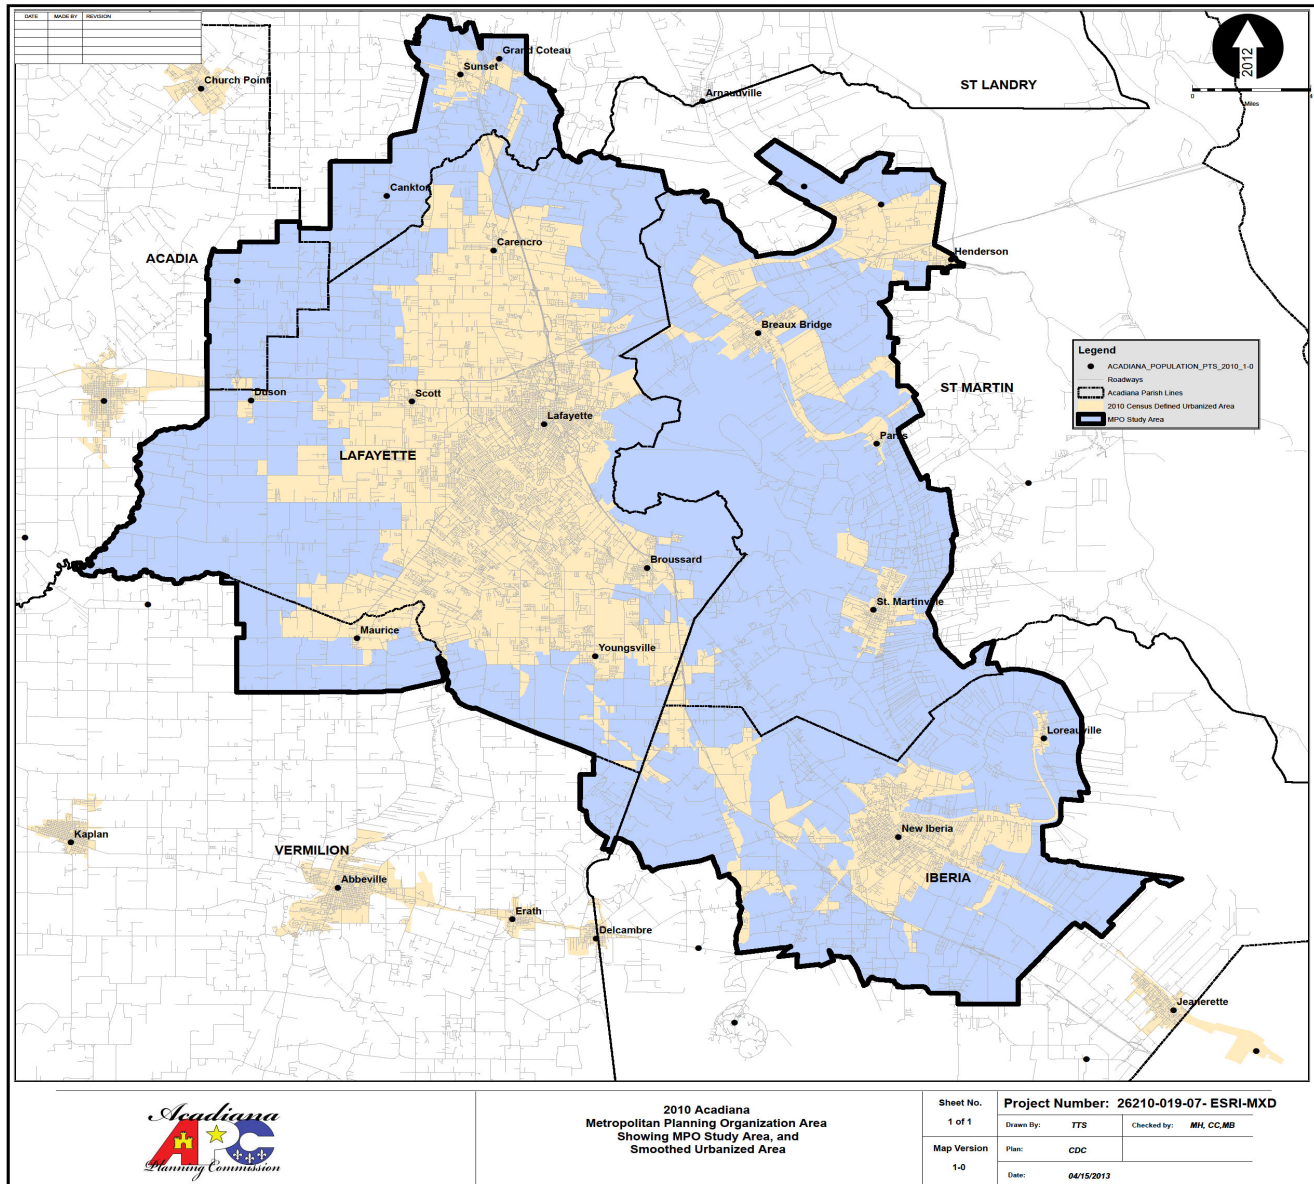 DATE MADE BY REVISION
2012
0
Miles
Grand Coteau
Sunset
Church Point
Arnaudville
ST LANDRY
Cankton
Carencro
Henderson
ACADIA
Breaux Bridge
Legend
ACADIANA_POPULATION_PTS_2010_1-0
Roadways
Acadiana Parish Lines
2010 Census Defined Urbanized Area
MPO Study Area
ST MARTIN
Duson
Scott
Lafayette
Parks
LAFAYETTE
Broussard
St. Martinville
Maurice
Youngsville
Loreauville
New Iberia
Kaplan
VERMILION
Abbeville
IBERIA
Erath
Delcambre
Jeanerette
Acadiana
APC
Planning Commission
2010 Acadiana
Metropolitan Planning Organization Area
Showing MPO Study Area, and
Smoothed Urbanized Area
Sheet No.
1 of 1
Map Version
1-0
Project Number: 26210-019-07- ESRI-MXD
Drawn By: TTS Checked by: MH, CC,MB
Plan: CDC
Date: 04/15/2013